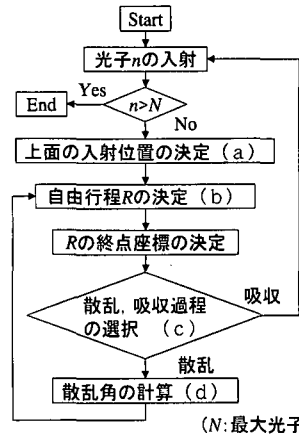 Start
光子nの入射
Yes
n>N
End
No
上面の入射位置の決定（a）
自由行程Rの決定（b）
Rの終点座標の決定
散乱，吸収過程
の選択　（c）
吸収
散乱
散乱角の計算（d）
（N:最大光子